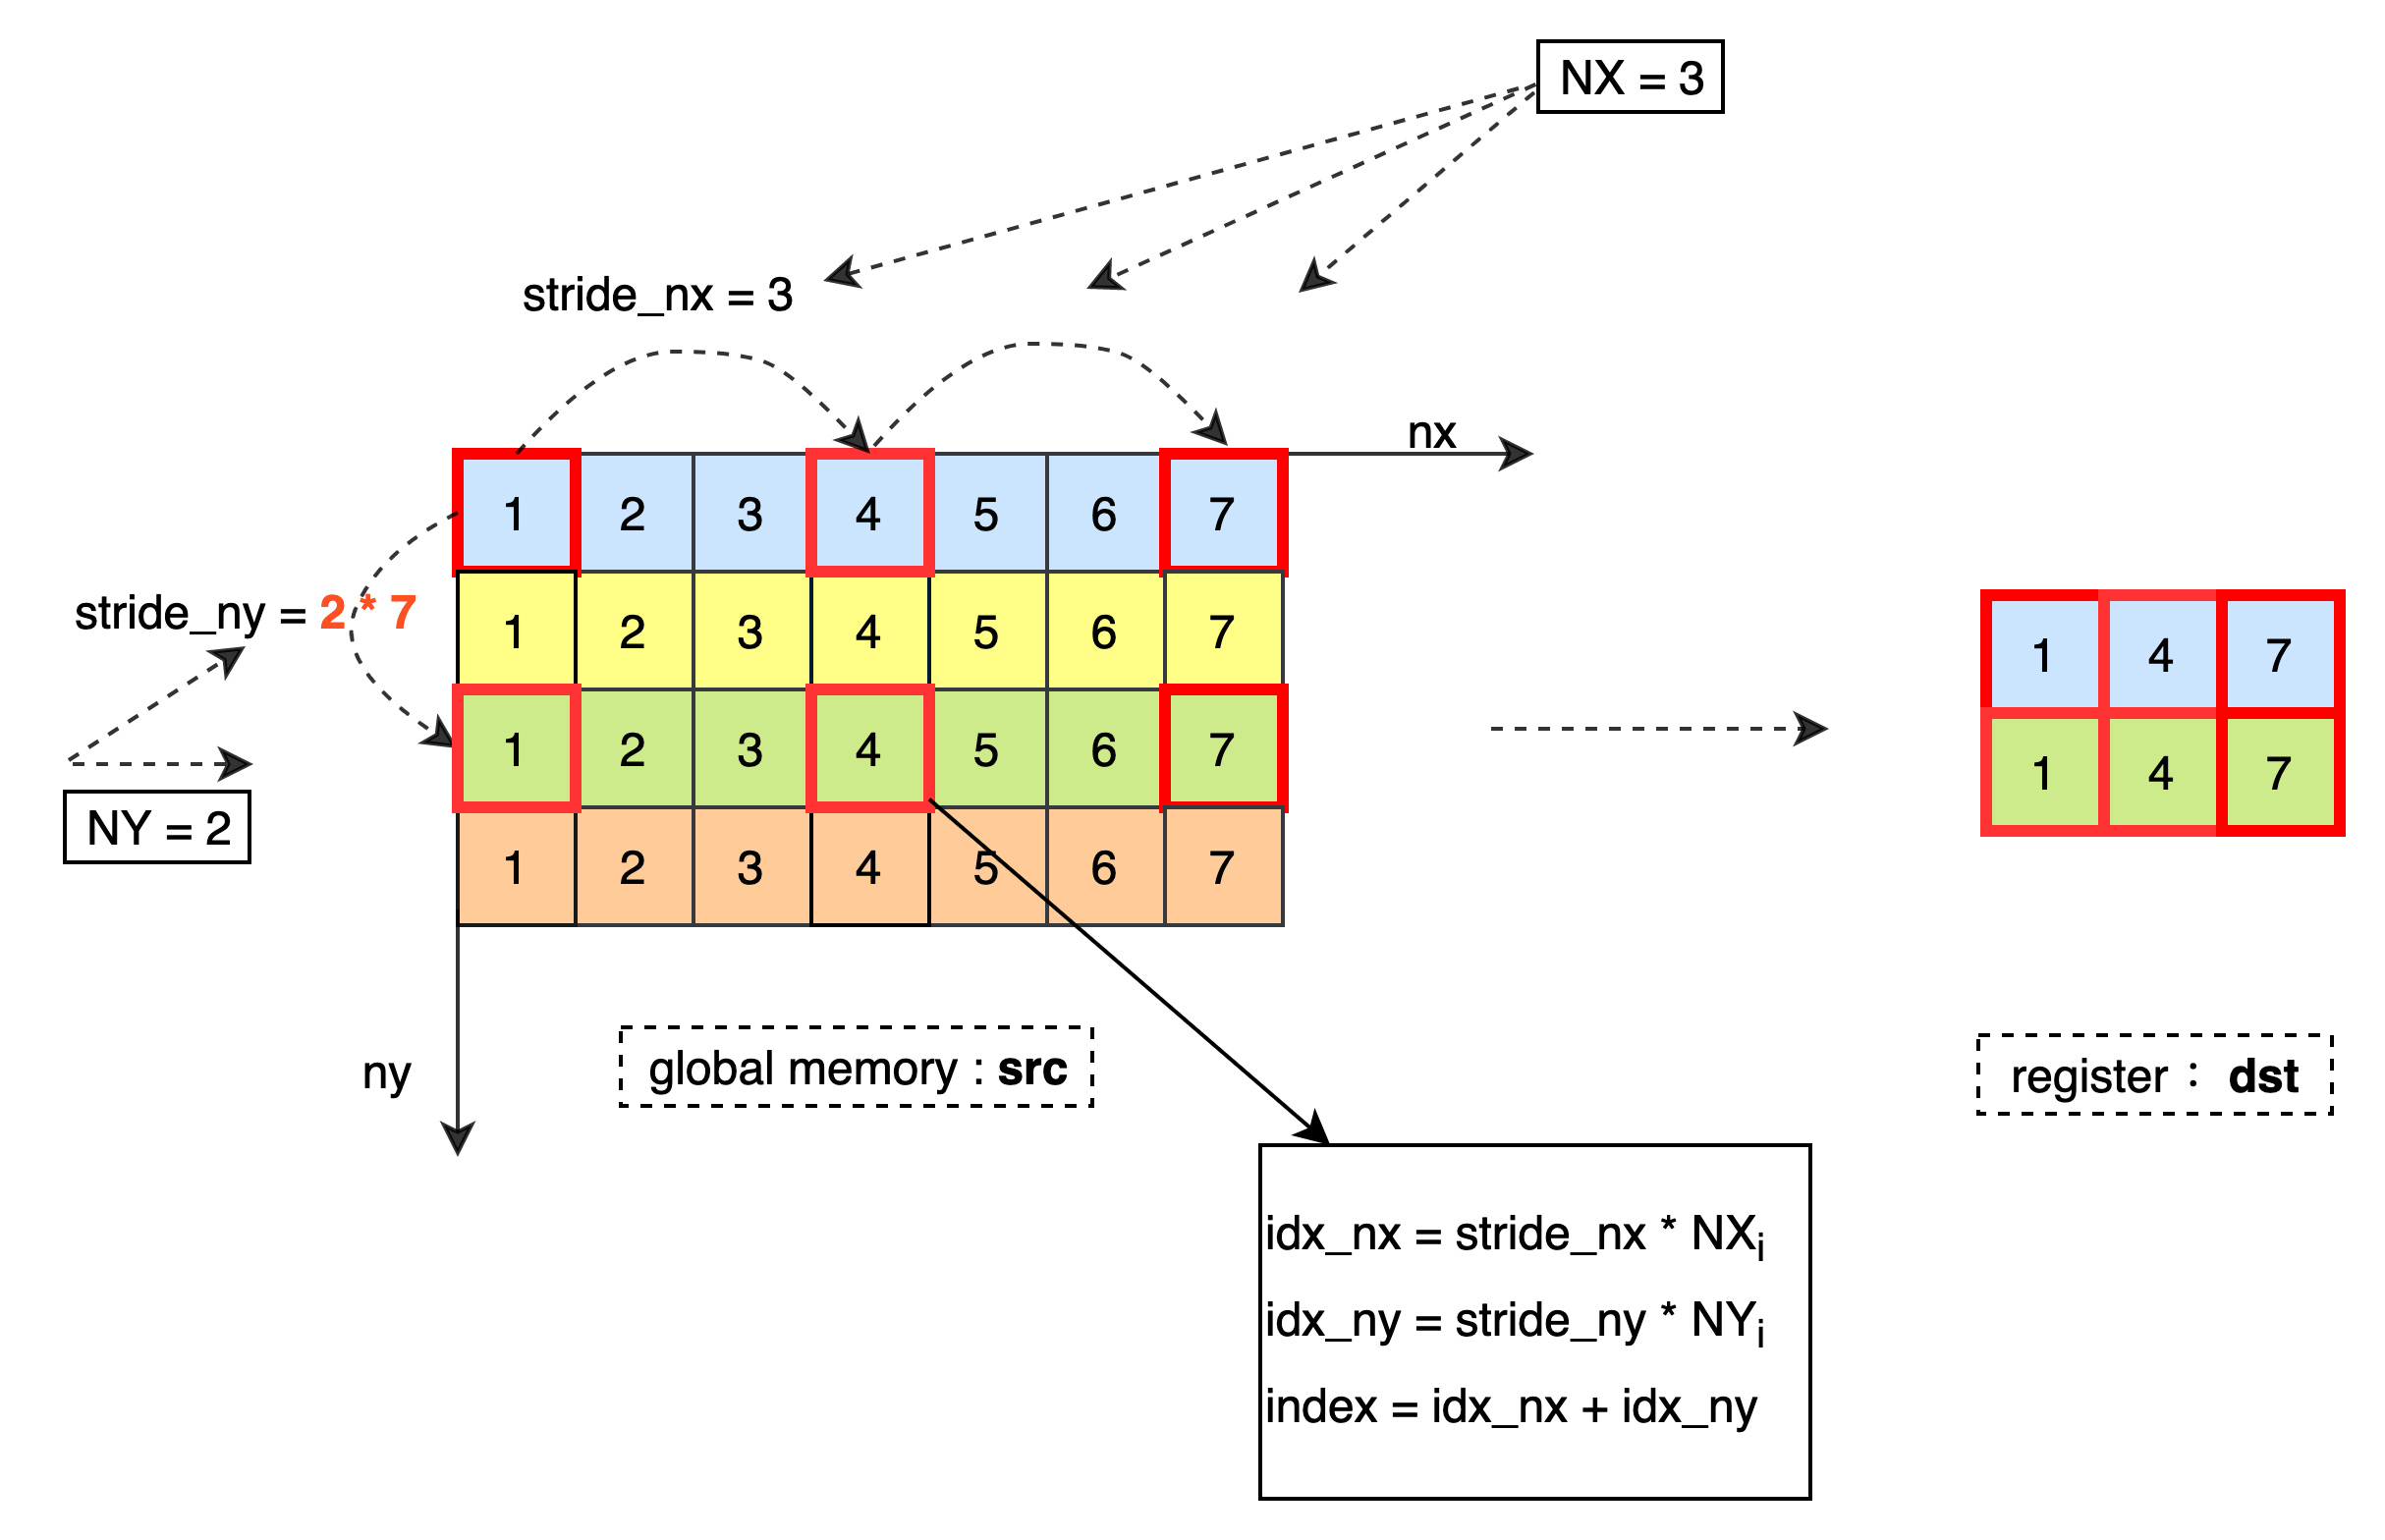 NX = 3
stride_nx = 3
nx
1 2 3 4 5 6 7
stride_ny = 2 * 7
1 2 3 4 5 6 7
1 4 7
1 2 3 4 5 6 7
1 4 7
NY = 2
1 2 3 4 5 6 7
ny
global memory : src
register : dst
idx_nx = stride_nx * NXi
idx_ny = stride_ny * NYi
index = idx_nx + idx_ny